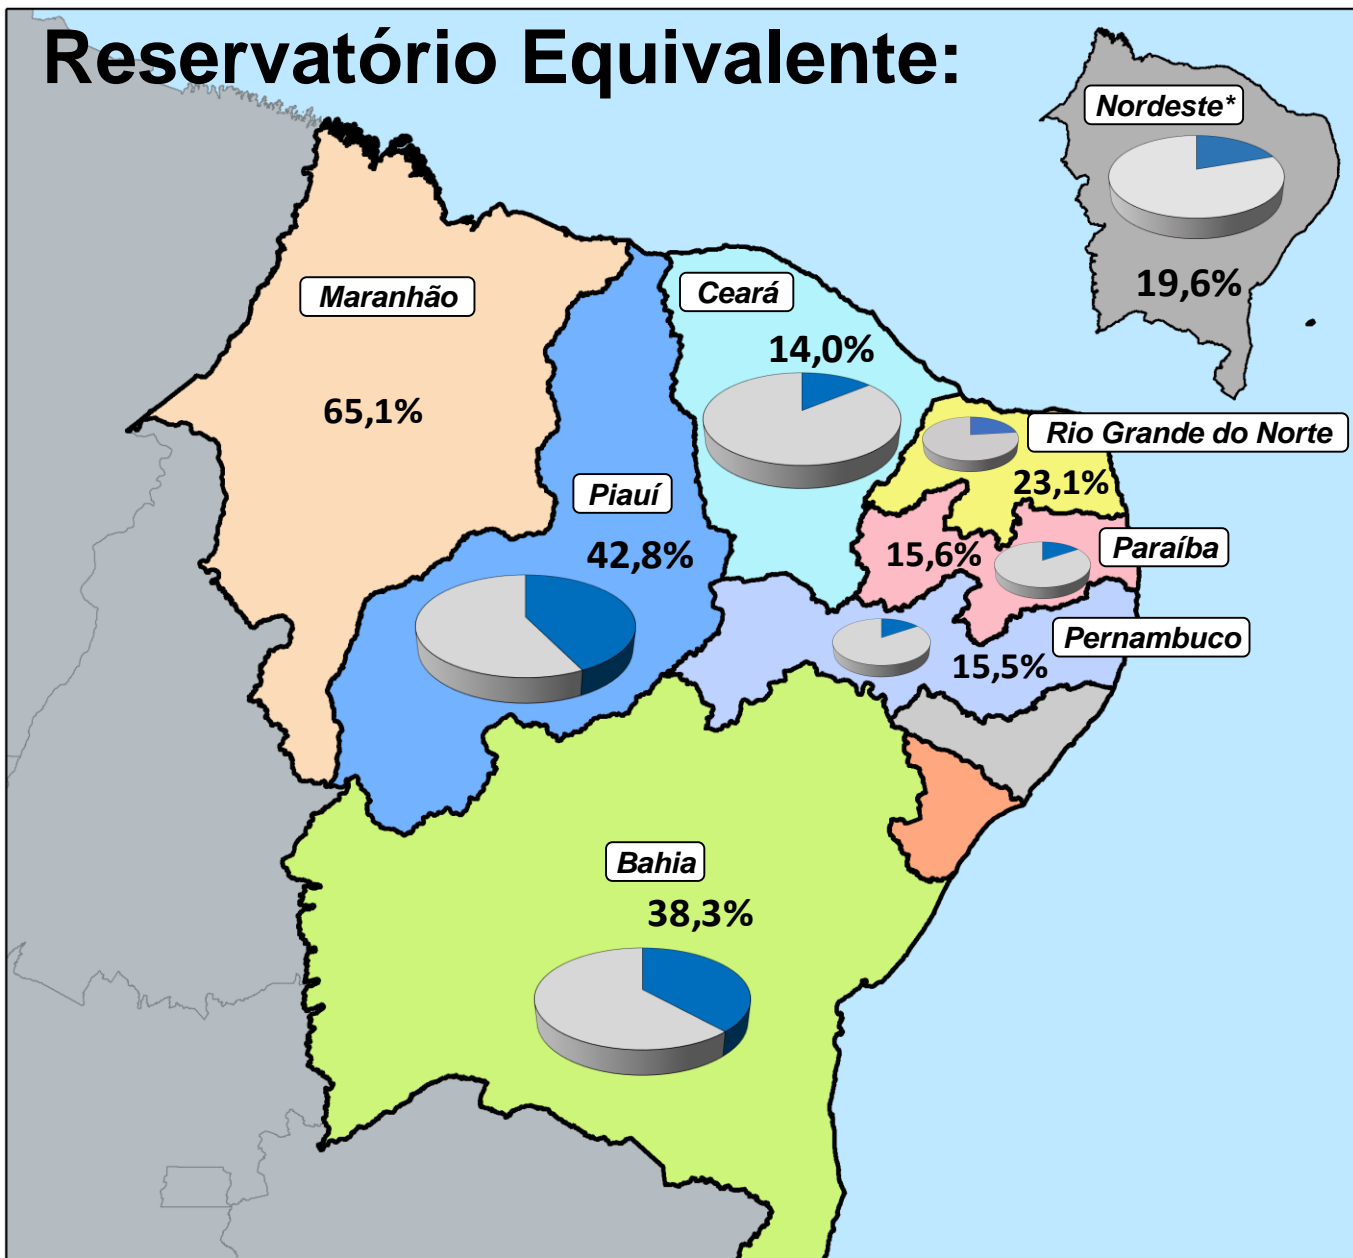 Reservatório Equivalente:
Nordeste*
19,6%
Maranhão
65,1%
Ceará
14,0%
Rio Grande do Norte
23,1%
Piauí
42,8%
Paraíba
15,6%
Pernambuco
15,5%
Bahia
38,3%